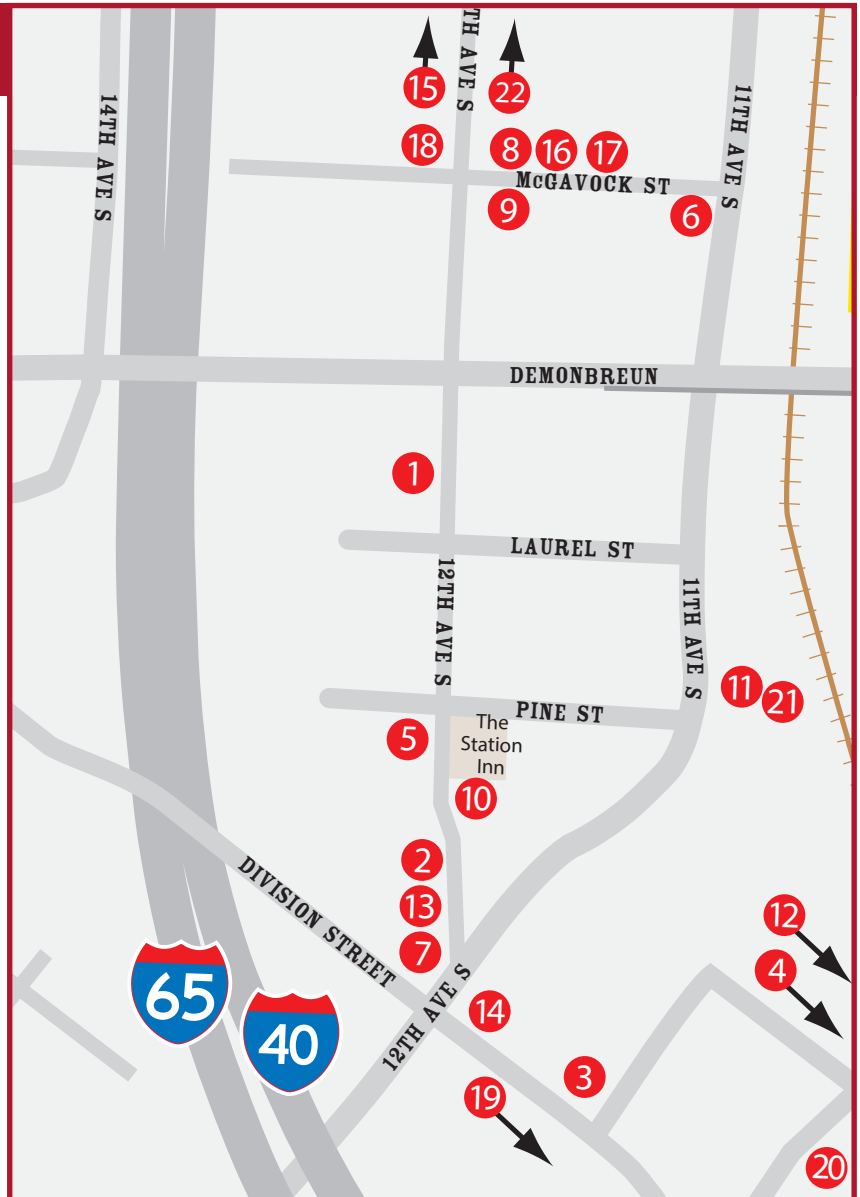 TH AVE S
15
22
14TH AVE S
11TH AVE S
18
8
16
17
McGAVOCK ST
9
6
DEMONBREUN
1
LAUREL ST
12TH AVE S
11TH AVE S
11
21
PINE ST
5
The
Station
Inn
10
2
13
7
DIVISION STREET
12
4
65
40
12TH AVE S
14
3
19
20